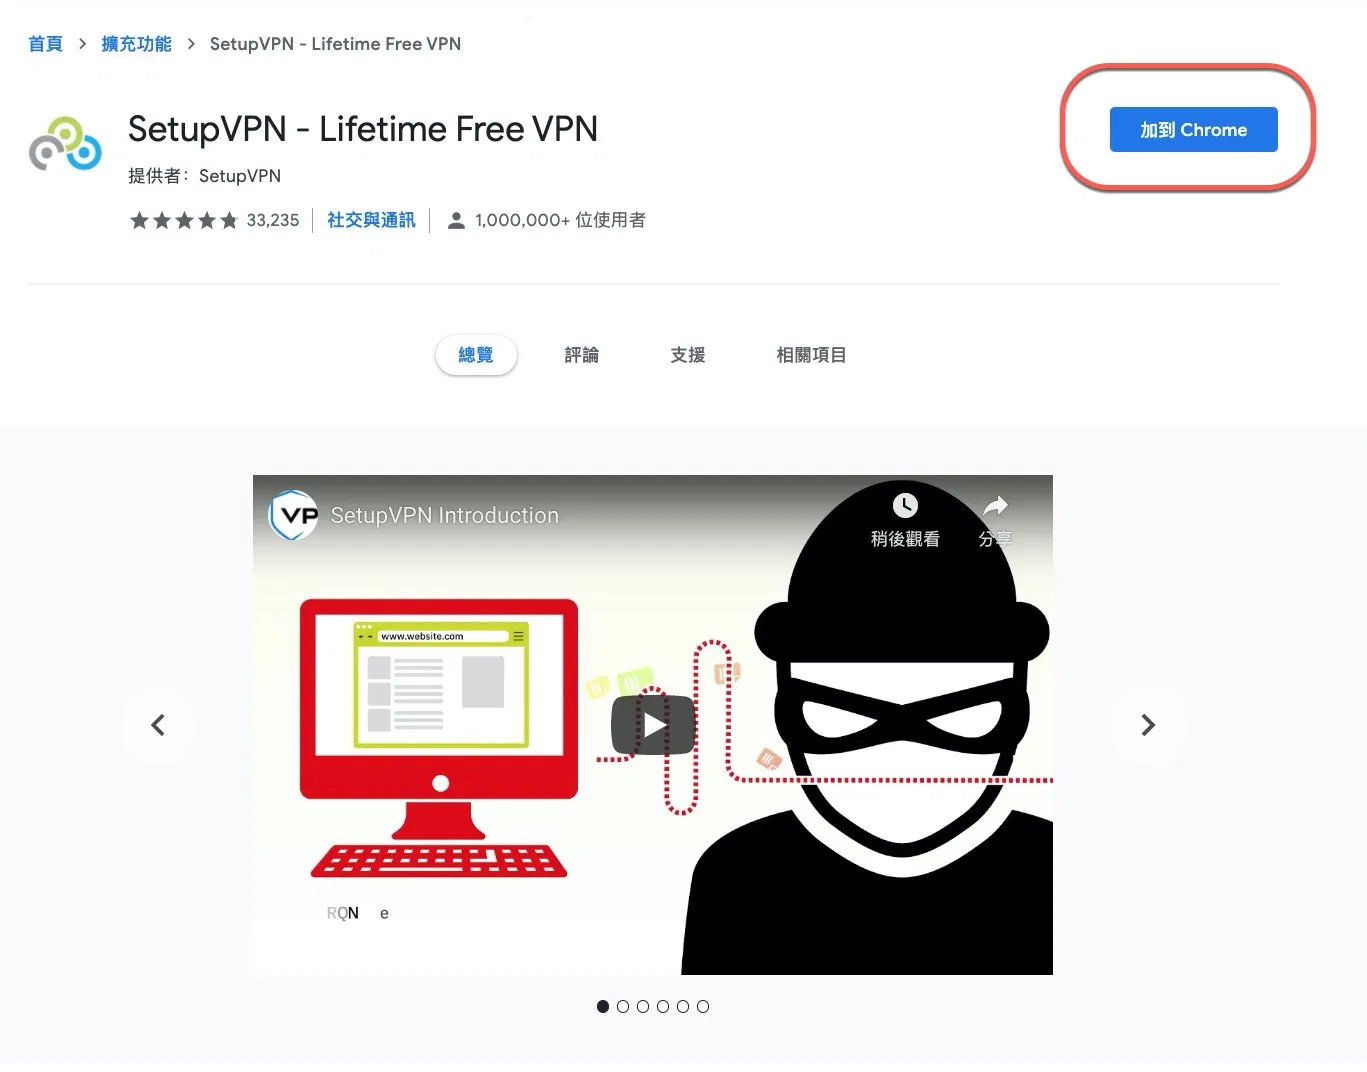 首頁 > 擴充功能 > SetupVPN - Lifetime Free VPN
SetupVPN - Lifetime Free VPN
加到 Chrome
提供者：SetupVPN
33,235 社交與通訊 1,000,000+ 位使用者
總覽 評論 支援 相關項目
VP SetupVPN Introduction
稍後觀看 分享
www.website.com
RQN e